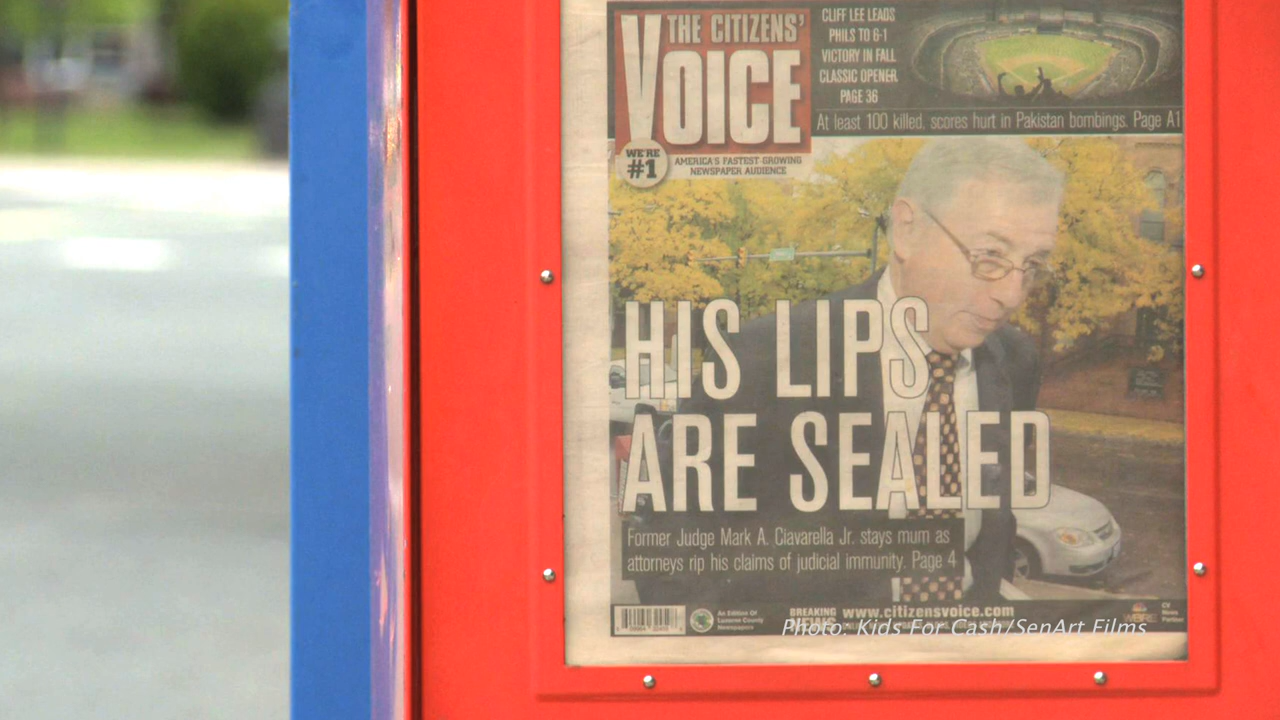 THE CITIZENS'
VOICE
WE'RE
#1
AMERICA'S FASTEST-GROWING
NEWSPAPER AUDIENCE
CLIFF LEE LEADS
PHILS TO 6-1
VICTORY IN FALL
CLASSIC OPENER
PAGE 36
At least 100 killed, scores hurt in Pakistan bombings. Page A1
HIS LIPS
ARE SEALED
Former Judge Mark A. Ciavarella Jr. stays mum as
attorneys rip his claims of judicial immunity. Page 4
An Edition Of
Luzerne County
Newspapers
BREAKING
NEWS
www.citizensvoice.com
CV
News
Partner
Photo: Kids For Cash/SenArt Films